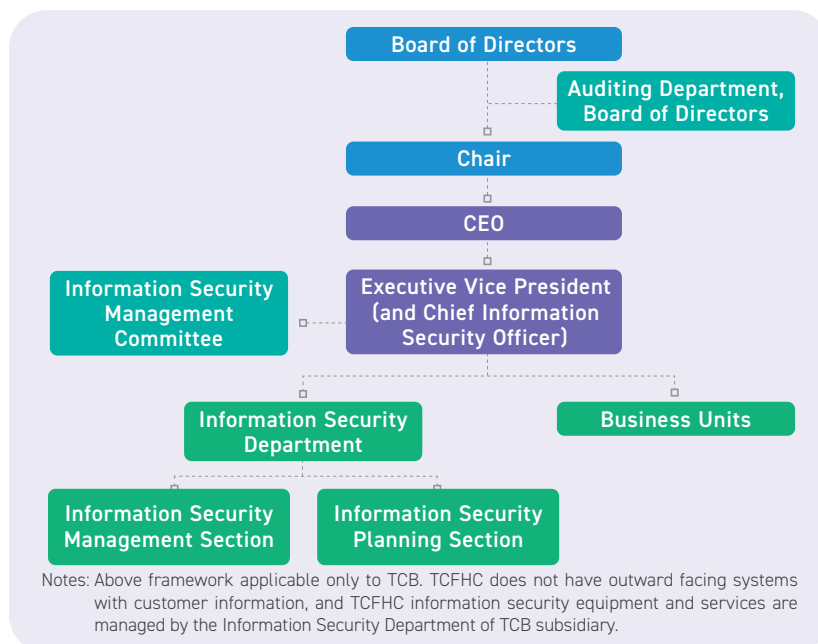 Board of Directors
Auditing Department,
Board of Directors
Chair
CEO
Information Security
Management
Committee
Executive Vice President
(and Chief Information
Security Officer)
Information Security
Department
Business Units
Information Security
Management Section
Information Security
Planning Section
Notes: Above framework applicable only to TCB. TCFHC does not have outward facing systems
with customer information, and TCFHC information security equipment and services are
managed by the Information Security Department of TCB subsidiary.